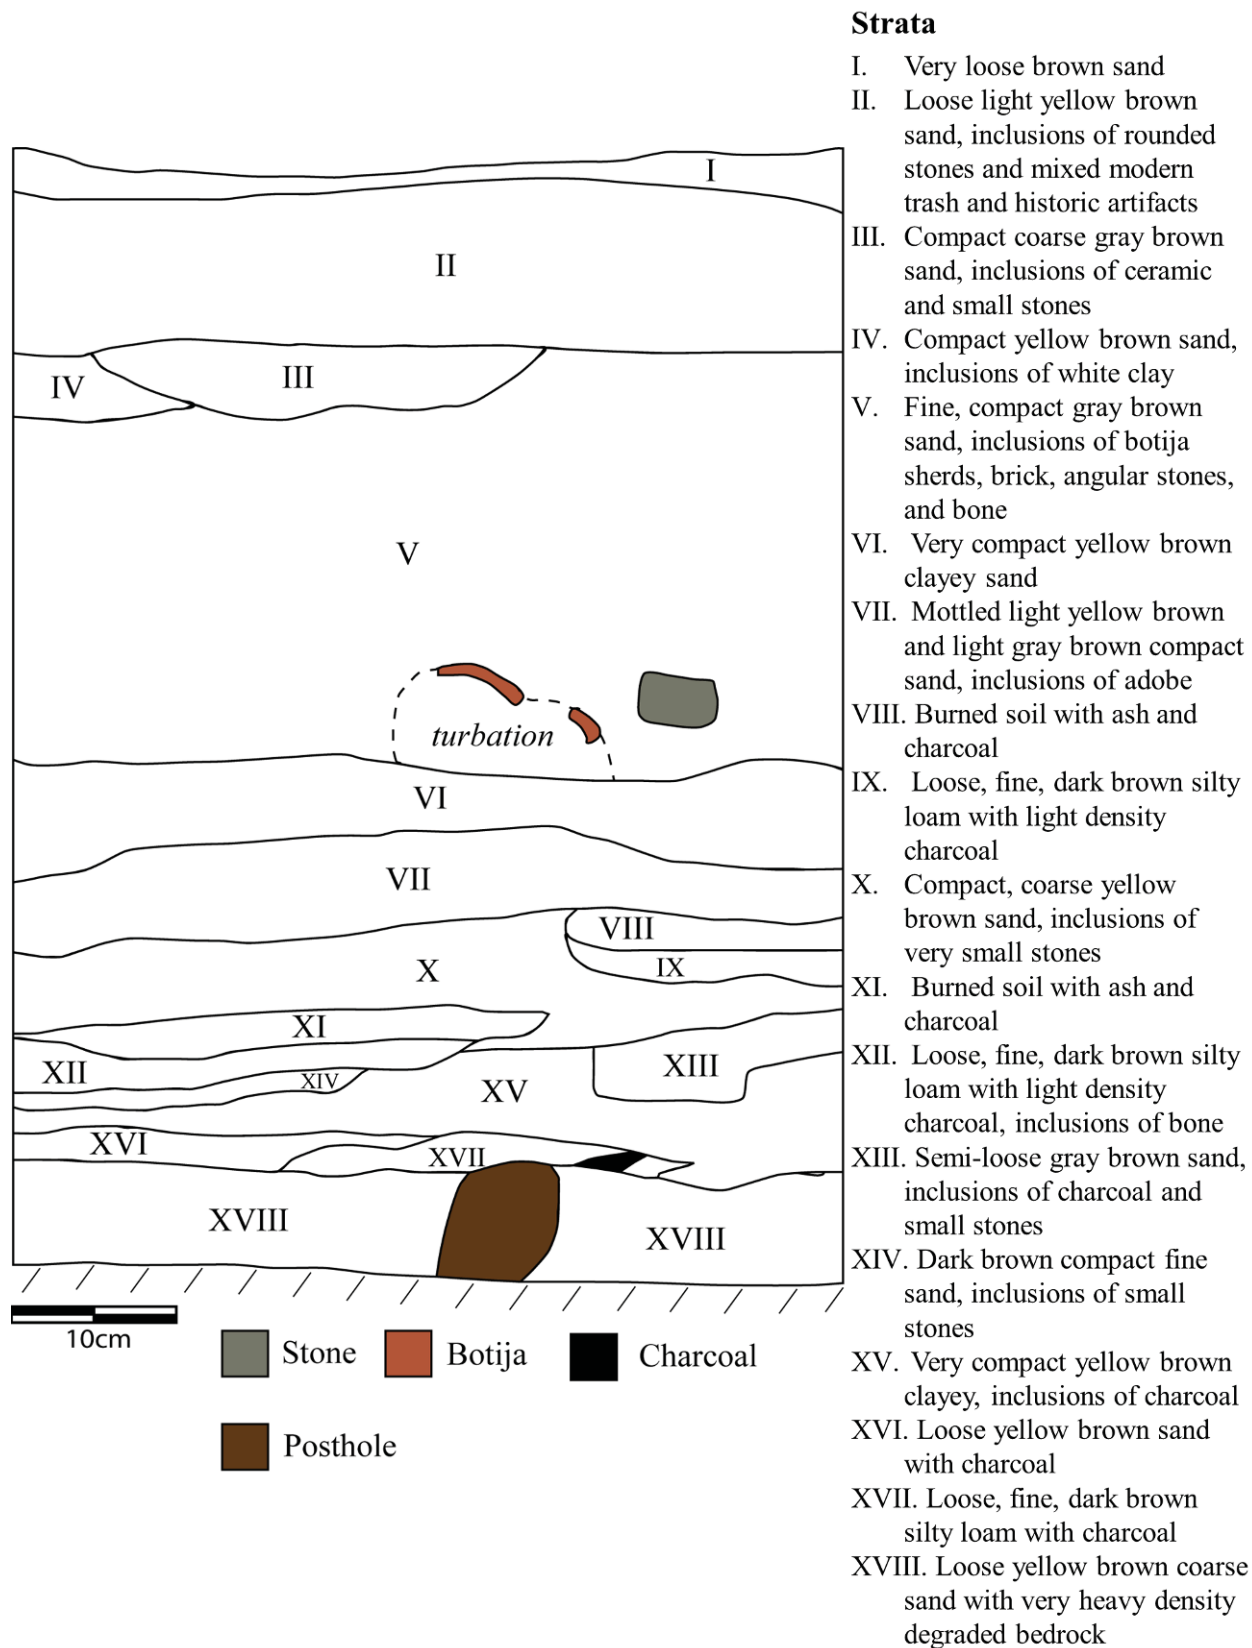 Strata
I. Very loose brown sand
II. Loose light yellow brown
sand, inclusions of rounded
stones and mixed modern
trash and historic artifacts
III. Compact coarse gray brown
sand, inclusions of ceramic
and small stones
IV. Compact yellow brown sand,
inclusions of white clay
V. Fine, compact gray brown
sand, inclusions of botija
sherds, brick, angular stones,
and bone
VI. Very compact yellow brown
clayey sand
VII. Mottled light yellow brown
and light gray brown compact
sand, inclusions of adobe
VIII. Burned soil with ash and
charcoal
IX. Loose, fine, dark brown silty
loam with light density
charcoal
X. Compact, coarse yellow
brown sand, inclusions of
very small stones
XI. Burned soil with ash and
charcoal
XII. Loose, fine, dark brown silty
loam with light density
charcoal, inclusions of bone
XIII. Semi-loose gray brown sand,
inclusions of charcoal and
small stones
XIV. Dark brown compact fine
sand, inclusions of small
stones
XV. Very compact yellow brown
clayey, inclusions of charcoal
XVI. Loose yellow brown sand
with charcoal
XVII. Loose, fine, dark brown
silty loam with charcoal
XVIII. Loose yellow brown coarse
sand with very heavy density
degraded bedrock
I
II
III
IV
V
turbation
VI
VII
VIII
IX
X
XI
XII
XIII
XIV
XV
XVI
XVII
XVIII
XVIII
10cm
Stone
Botija
Charcoal
Posthole